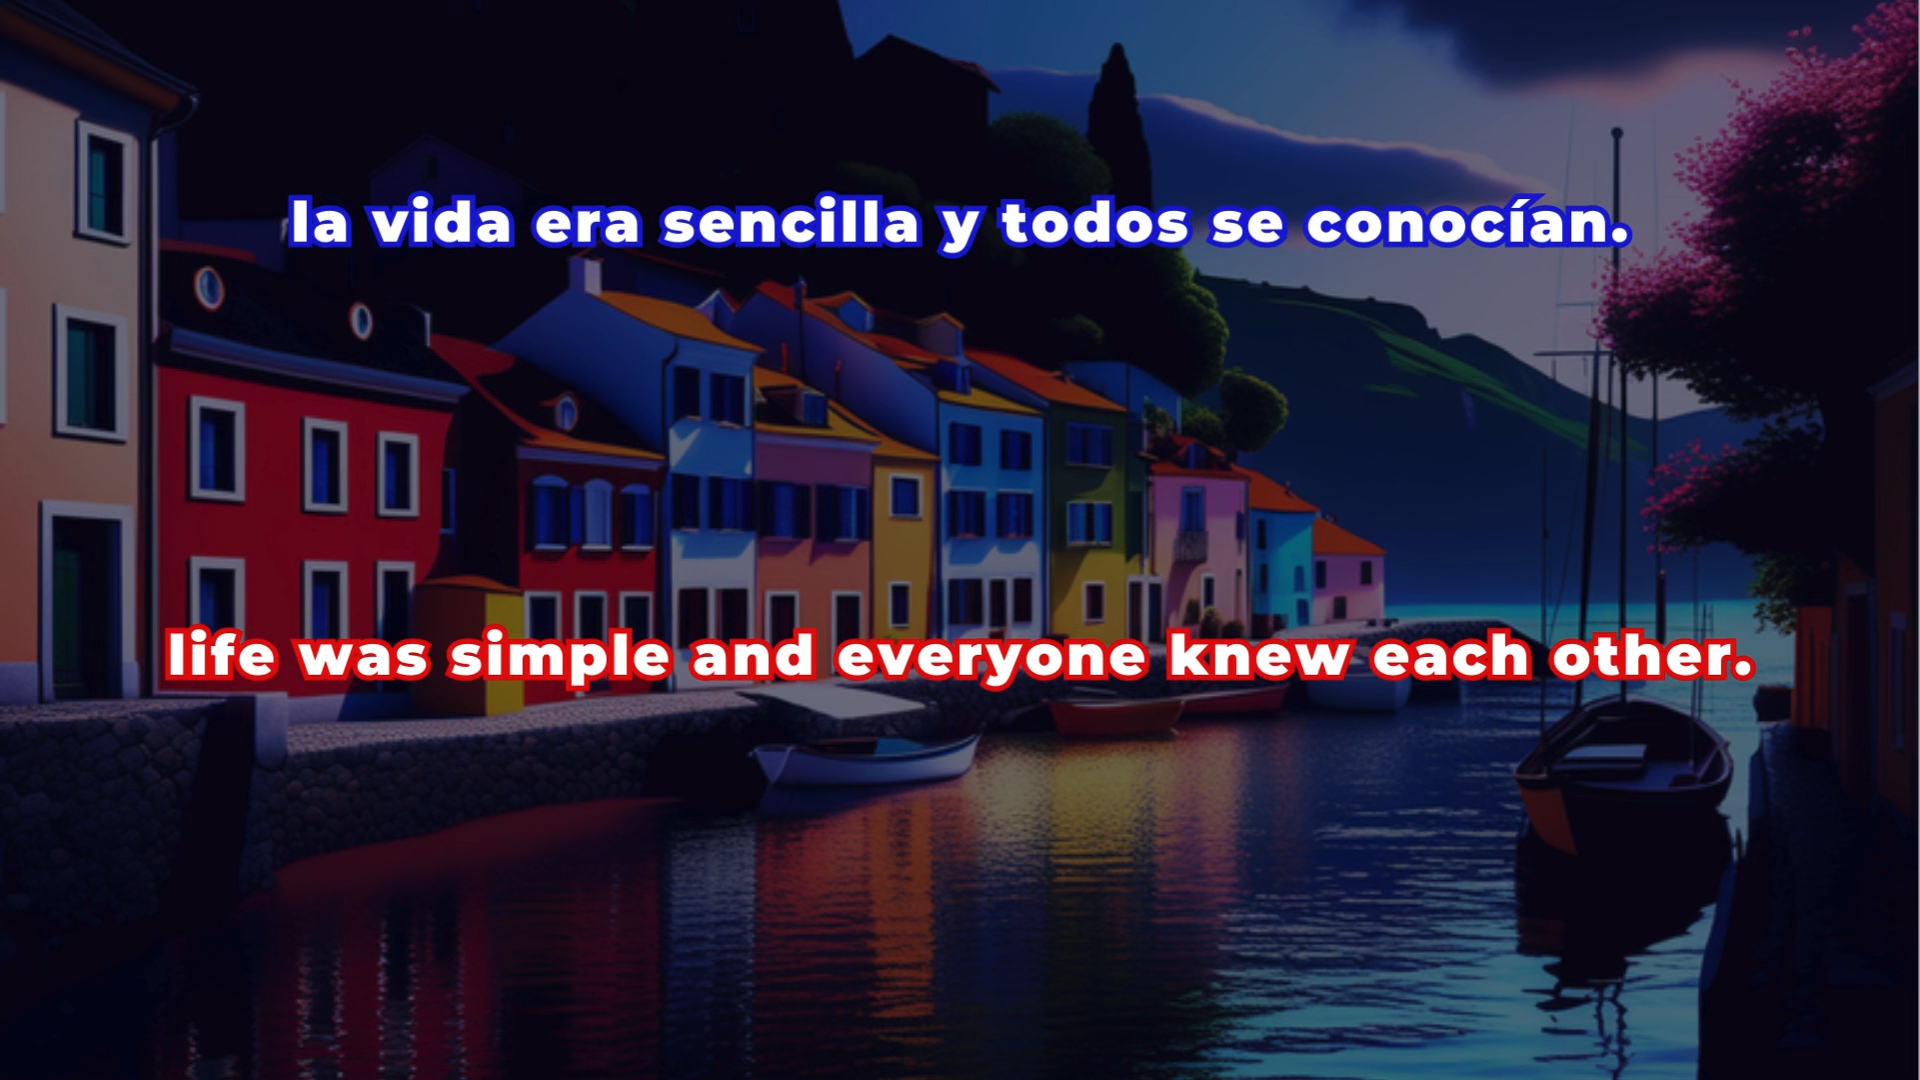 la vida era sencilla y todos se conocían.
life was simple and everyone knew each other.